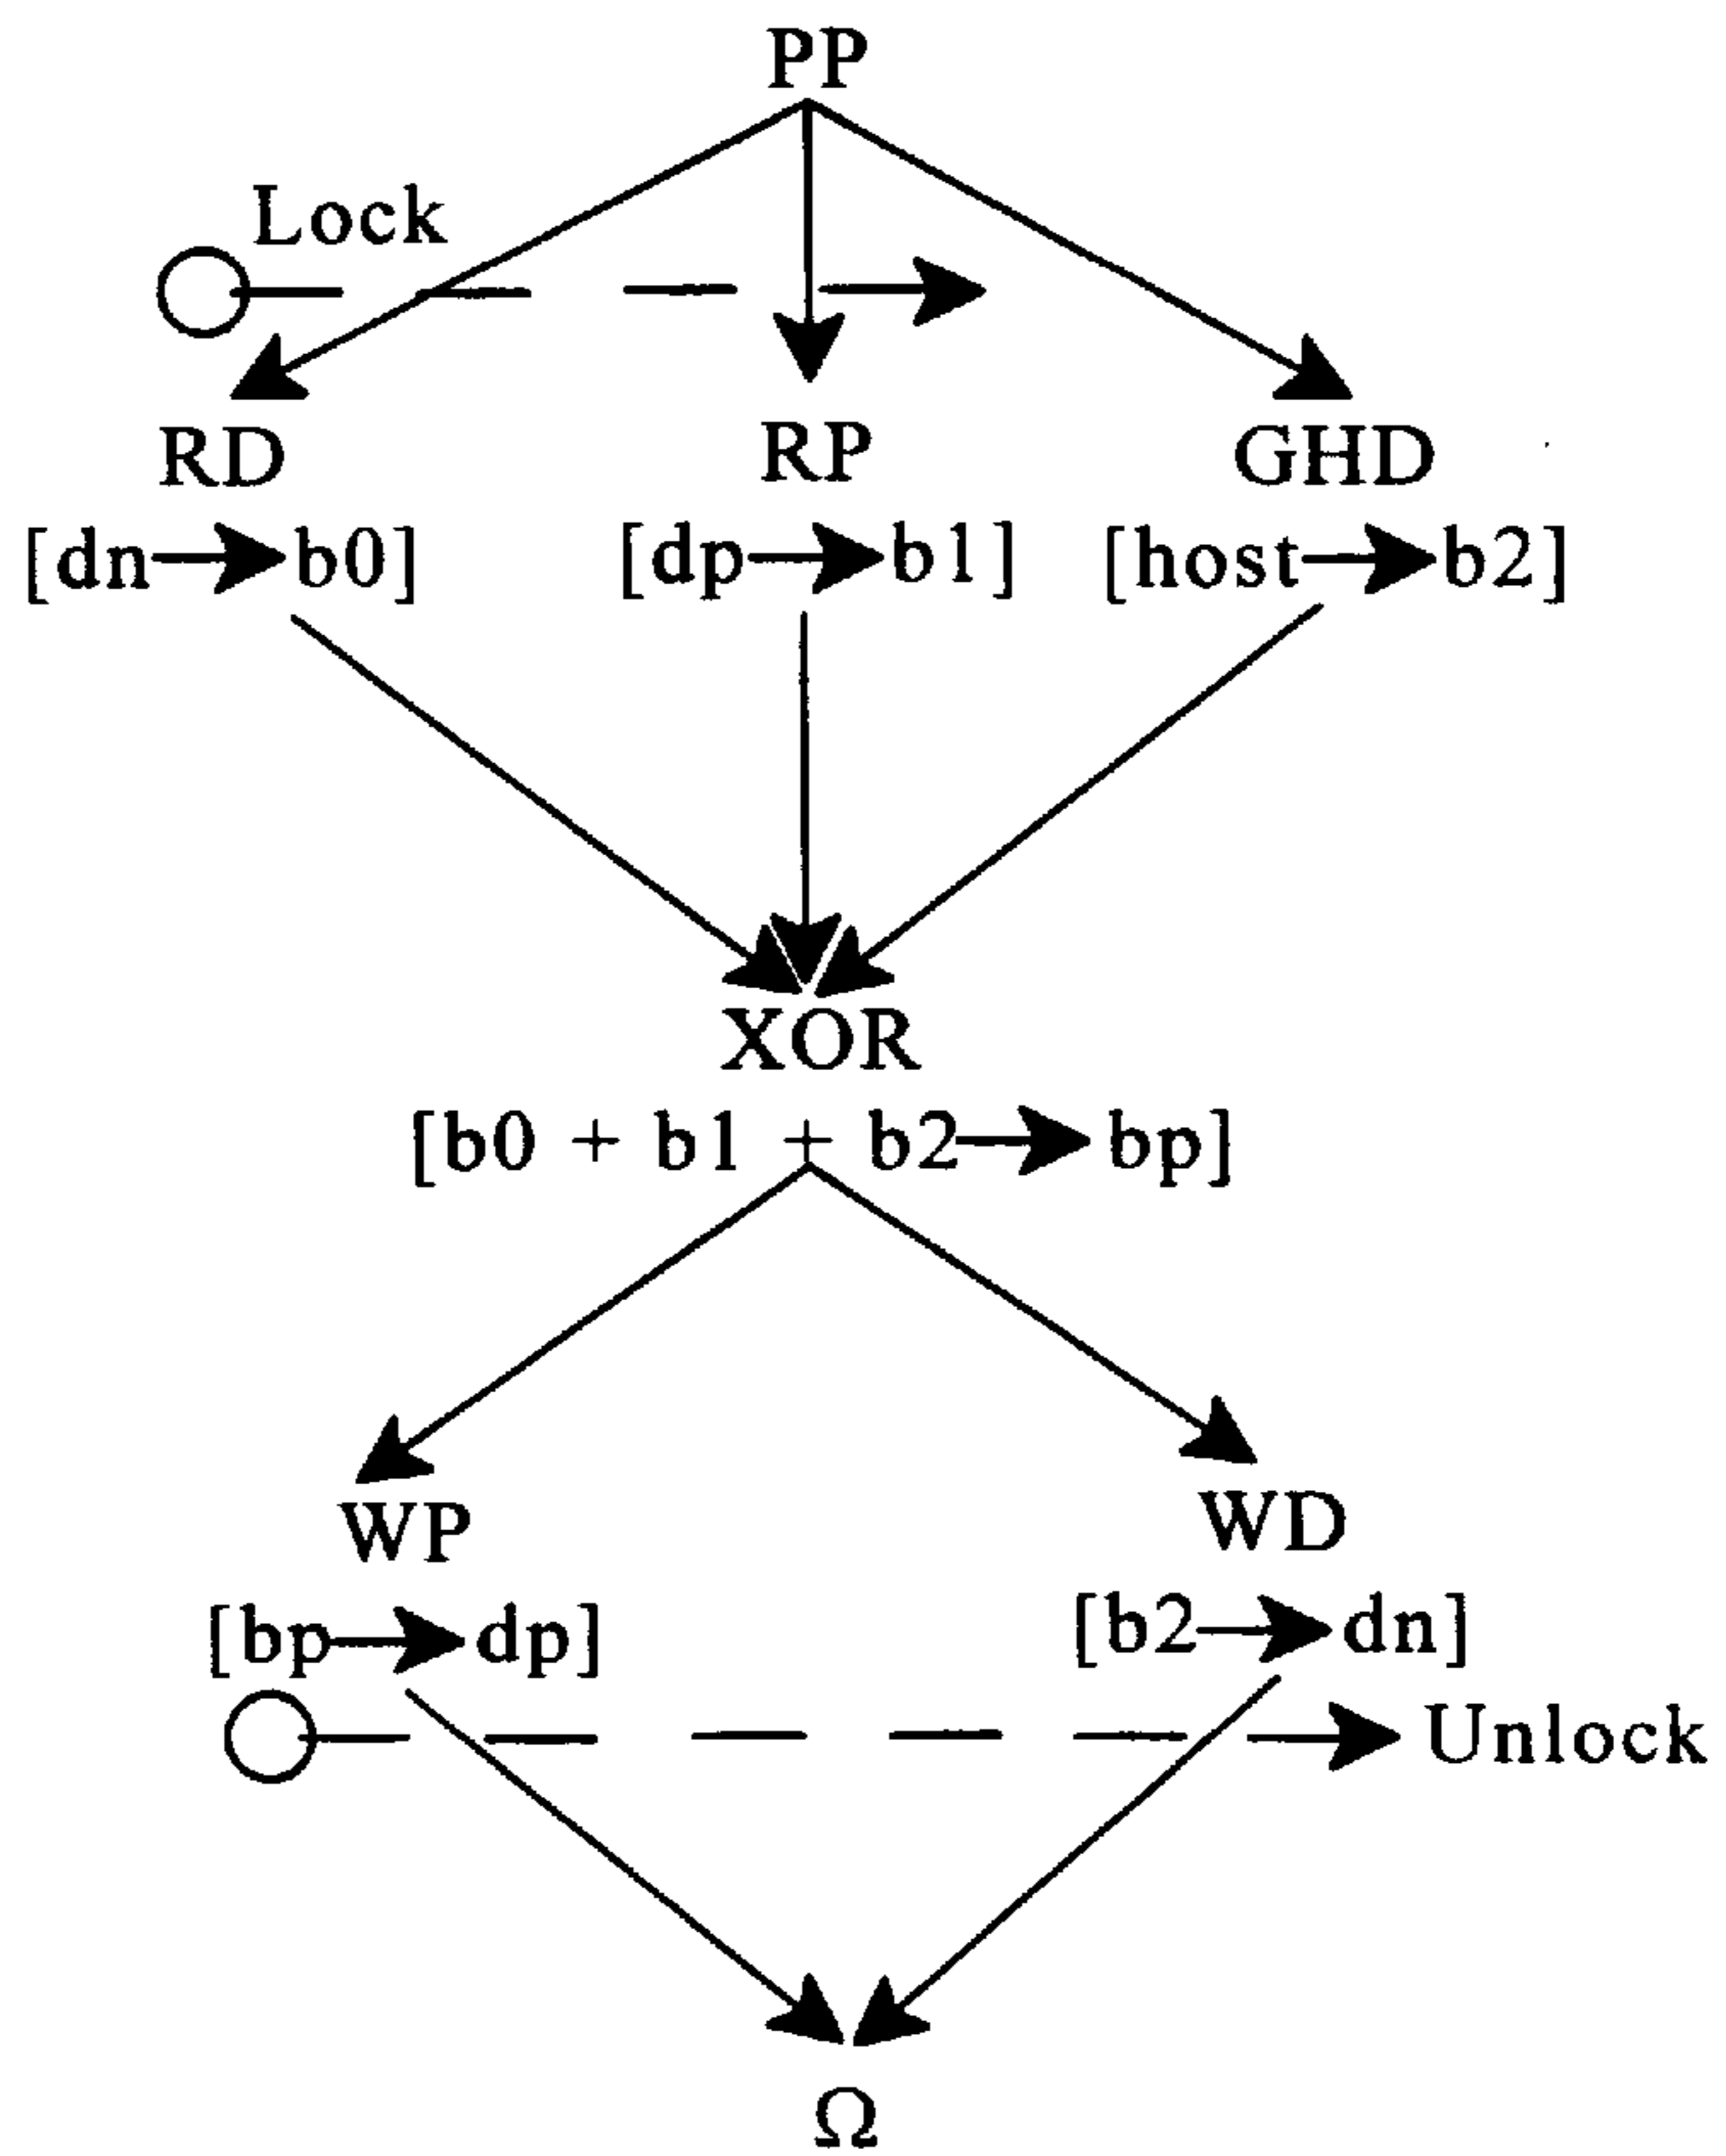 PP
Lock
RD RP GHD
[dn→b0] [dp→b1] [host→b2]
XOR
[b0 + b1 + b2→bp]
WP WD
[bp→dp] [b2→dn]
Unlock
Ω